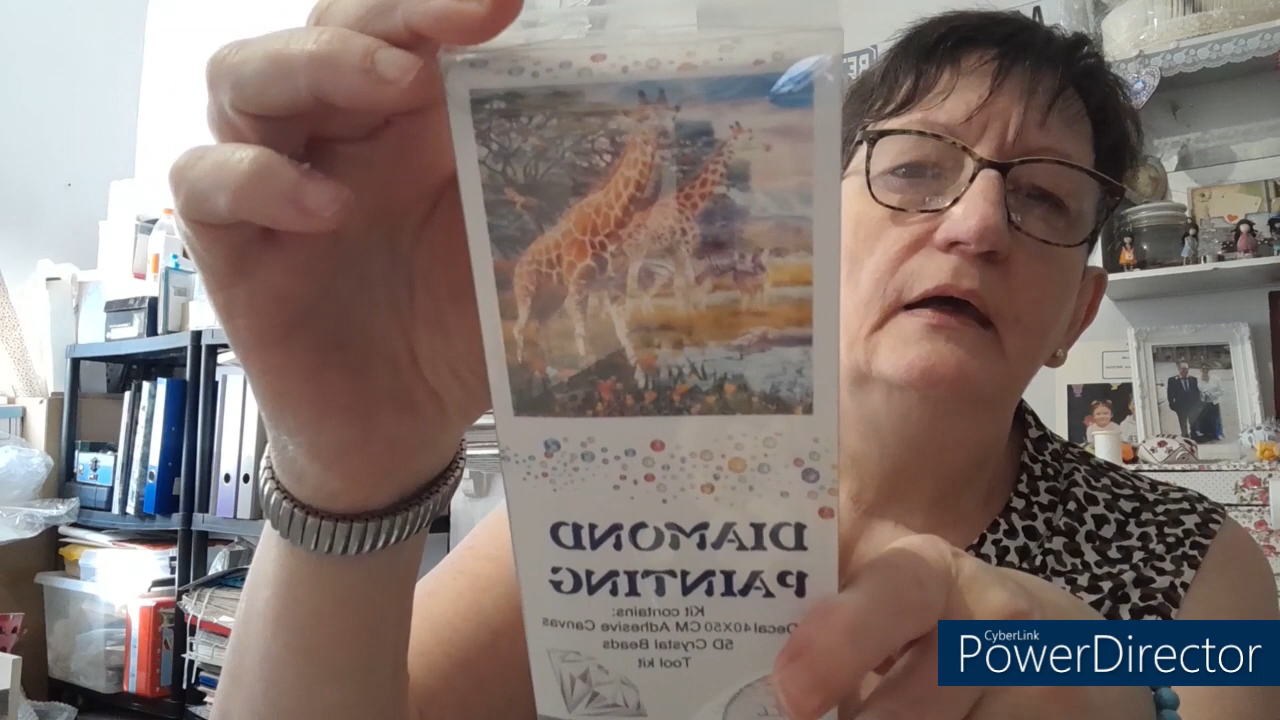 DIAMOND
PAINTING
Kit contains:
Decal 40X50 CM Adhesive Canvas
5D Crystal Beads
Tool kit
CyberLink
PowerDirector